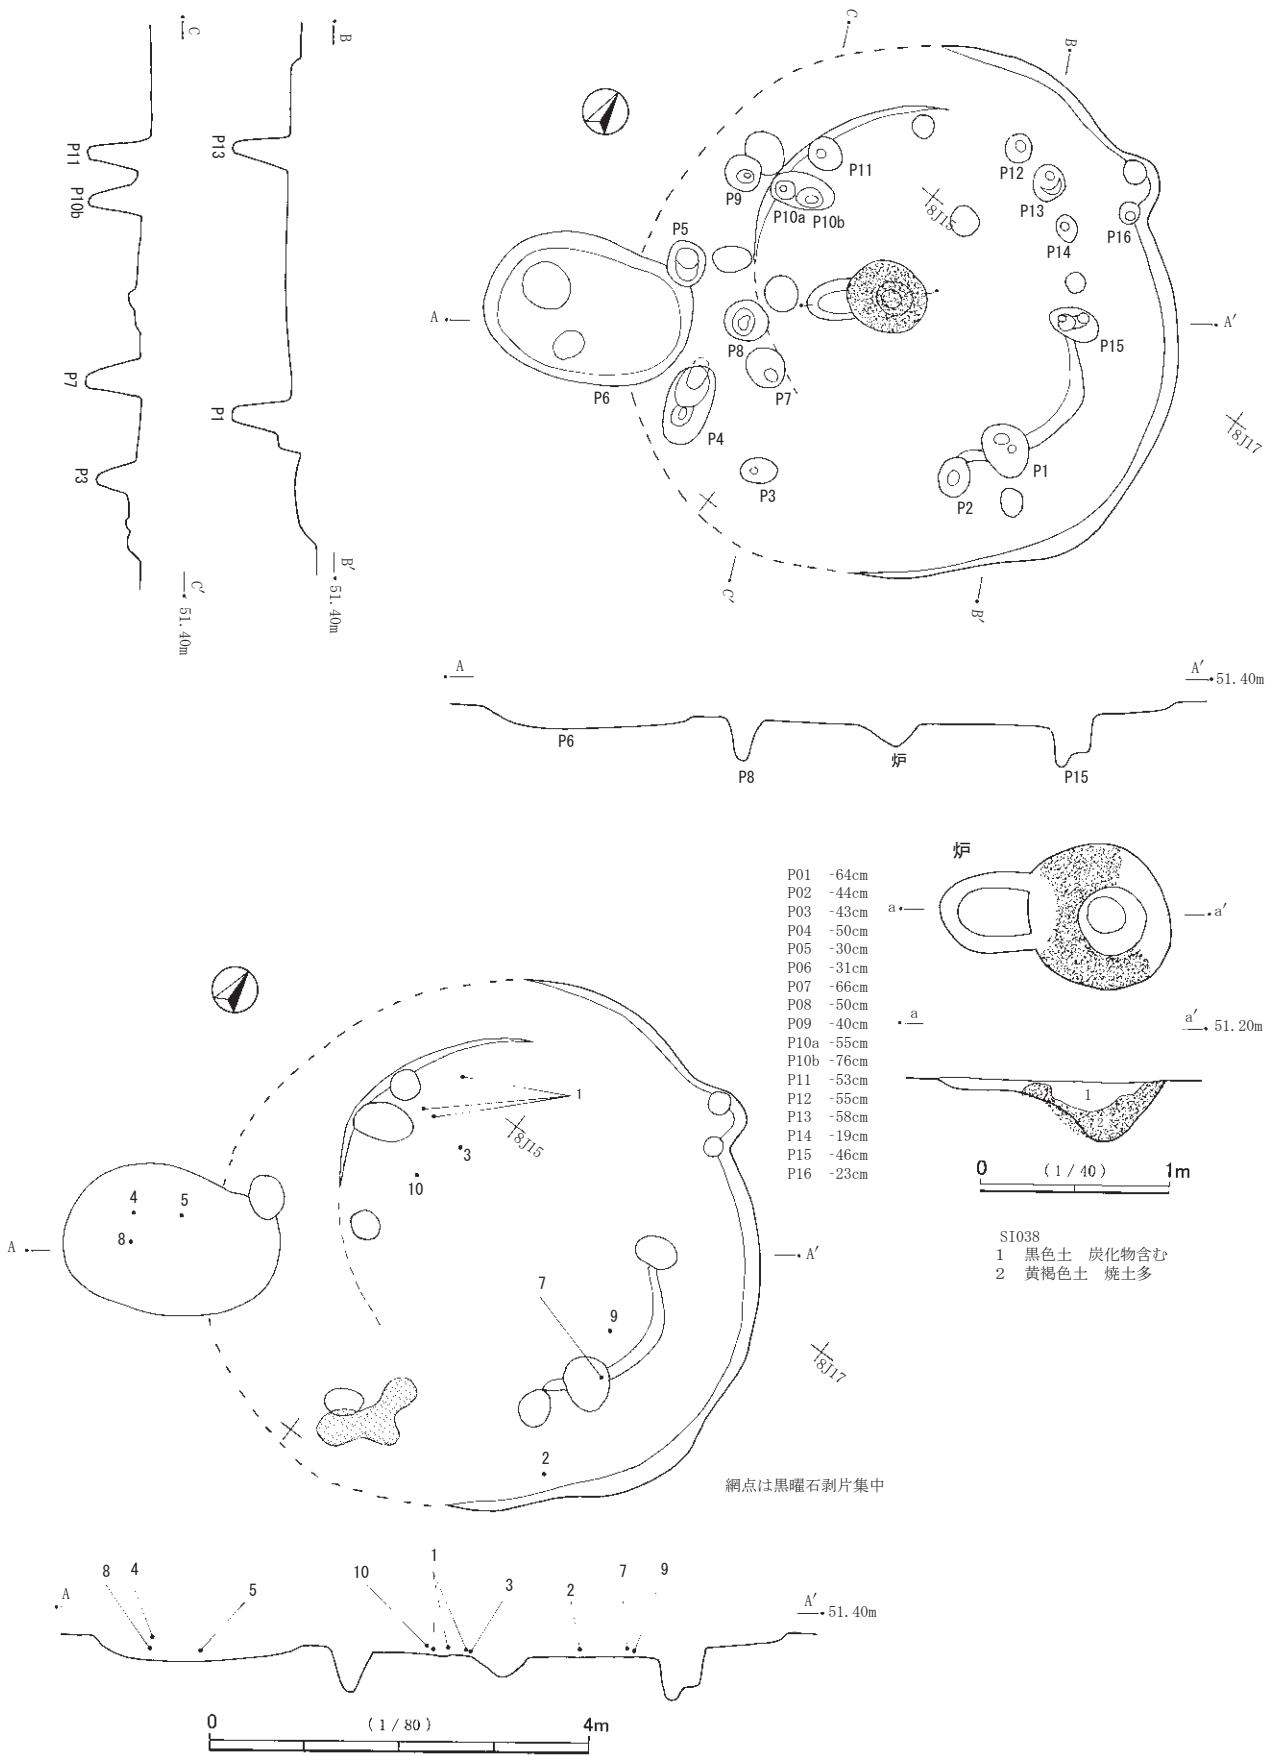 C
B
P11
P10b
P7
P3
C′
51.40m
P13
P1
B′
51.40m
C
B
P12
P11
P9
P10a
P10b
P13
8J15
P14
P16
P5
A
A′
P8
P15
P7
P6
P4
8J17
P3
P1
P2
C′
B′
A
A′
51.40m
P6
P8
炉
P15
P01 -64cm
P02 -44cm
P03 -43cm
P04 -50cm
P05 -30cm
P06 -31cm
P07 -66cm
P08 -50cm
P09 -40cm
P10a -55cm
P10b -76cm
P11 -53cm
P12 -55cm
P13 -58cm
P14 -19cm
P15 -46cm
P16 -23cm
炉
a
a′
a
a′
51.20m
1
2
0 (1/40) 1m
SI038
1 黒色土 炭化物含む
2 黄褐色土 焼土多
1
8J15
3
10
4
5
8
A
A′
7
9
8J17
2
網点は黒曜石剥片集中
A
8
4
5
10
1
3
2
7
9
A′
51.40m
0 (1/80) 4m